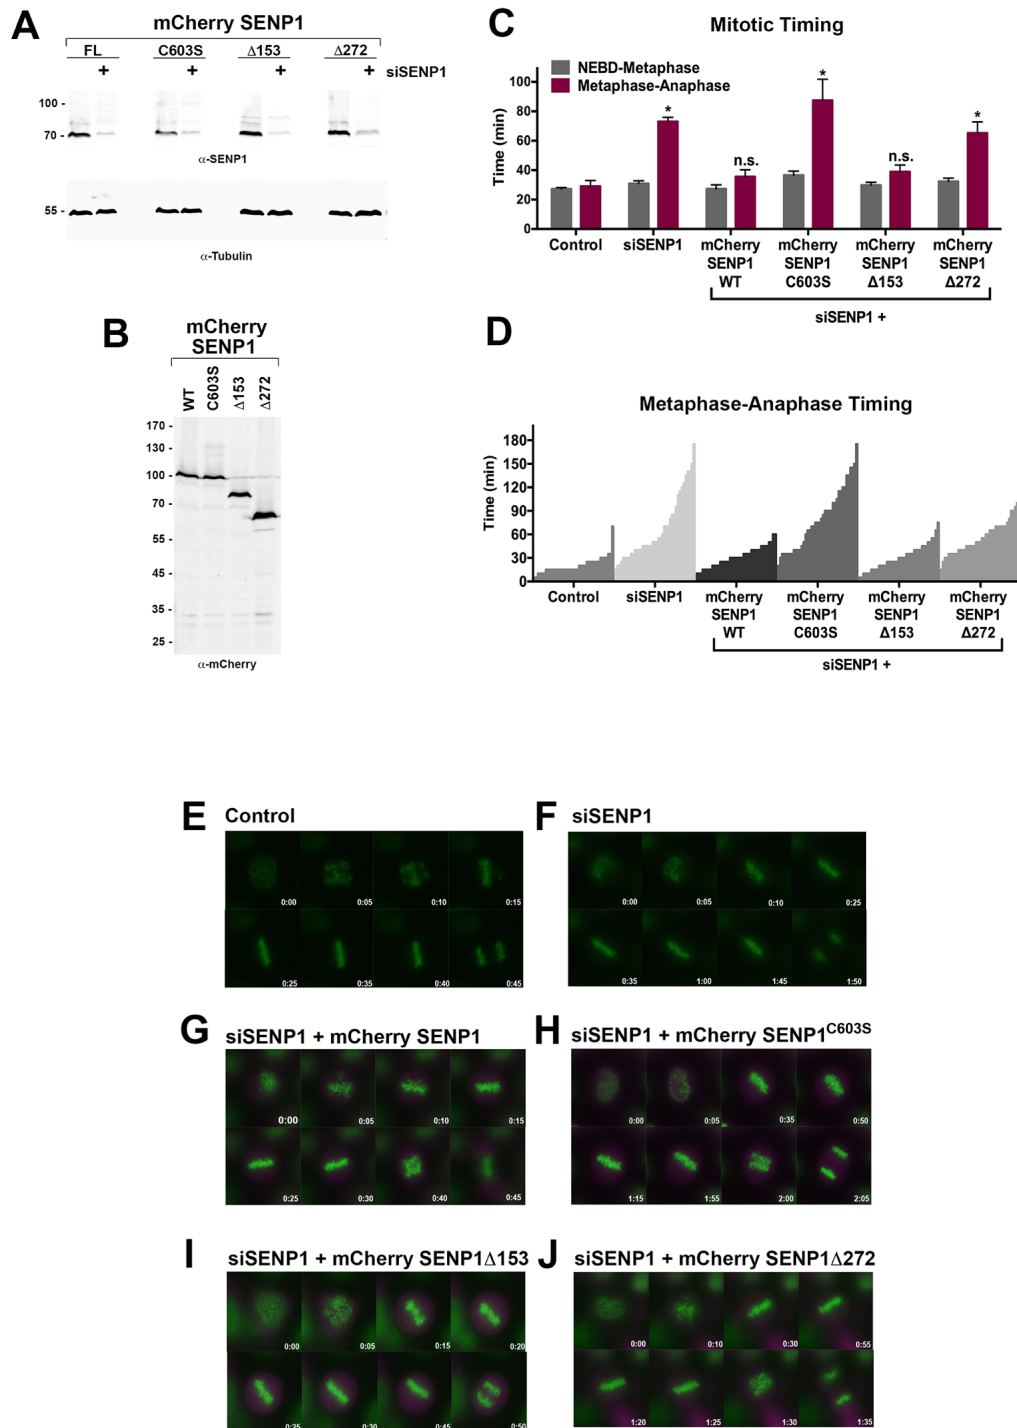 A
mCherry SENP1
FL C603S Δ153 Δ272
+ + + + siSENP1
100 -
70 -
α-SENP1
55 -
α-Tubulin
B
mCherry
SENP1
WT C603S Δ153 Δ272
170 -
130 -
100 -
70 -
55 -
45 -
35 -
25 -
α-mCherry
C
Mitotic Timing
NEBD-Metaphase
Metaphase-Anaphase
Time (min)
100
80
60
40
20
0
* n.s. * n.s. *
Control siSENP1 mCherry mCherry mCherry mCherry
SENP1 SENP1 SENP1 SENP1
WT C603S Δ153 Δ272
siSENP1 +
D
Metaphase-Anaphase Timing
Time (min)
180
150
120
90
60
30
0
Control siSENP1 mCherry mCherry mCherry mCherry
SENP1 SENP1 SENP1 SENP1
WT C603S Δ153 Δ272
siSENP1 +
E Control
0:00 0:05 0:10 0:15
0:25 0:35 0:40 0:45
F siSENP1
0:00 0:05 0:10 0:25
0:35 1:00 1:45 1:50
G siSENP1 + mCherry SENP1
0:00 0:05 0:10 0:15
0:25 0:30 0:40 0:45
H siSENP1 + mCherry SENP1C603S
0:00 0:05 0:35 0:50
1:15 1:55 2:00 2:05
I siSENP1 + mCherry SENP1Δ153
0:00 0:05 0:15 0:20
0:25 0:30 0:45 0:50
J siSENP1 + mCherry SENP1Δ272
0:00 0:10 0:30 0:55
1:20 1:25 1:30 1:35